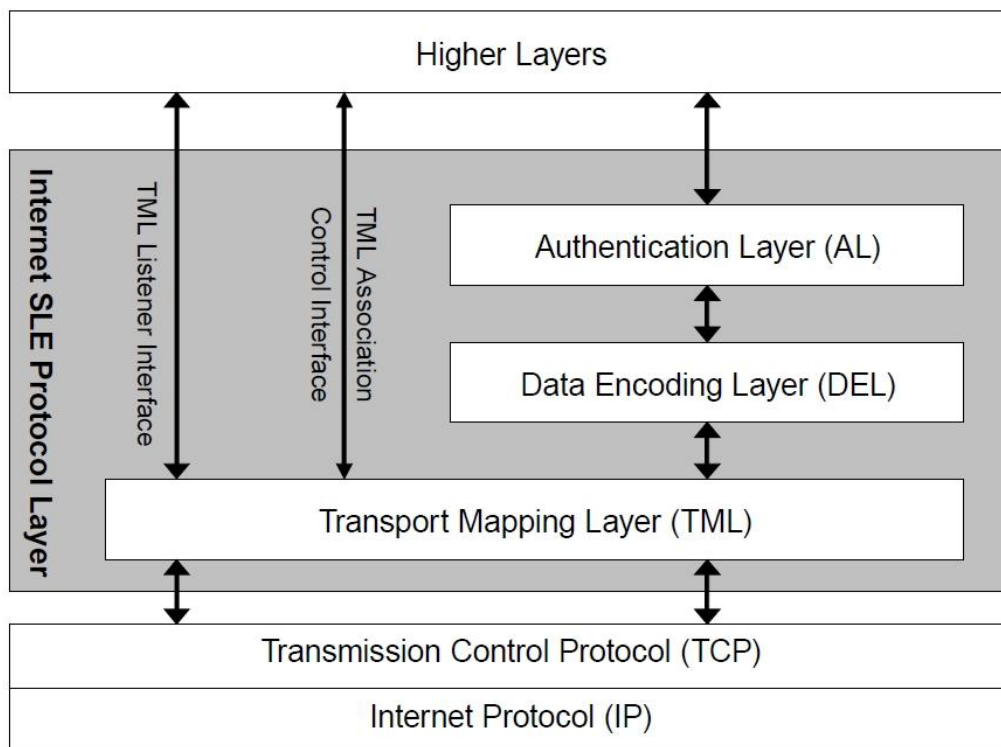 Higher Layers
Internet SLE Protocol Layer
TML Listener Interface
TML Association
Control Interface
Authentication Layer (AL)
Data Encoding Layer (DEL)
Transport Mapping Layer (TML)
Transmission Control Protocol (TCP)
Internet Protocol (IP)